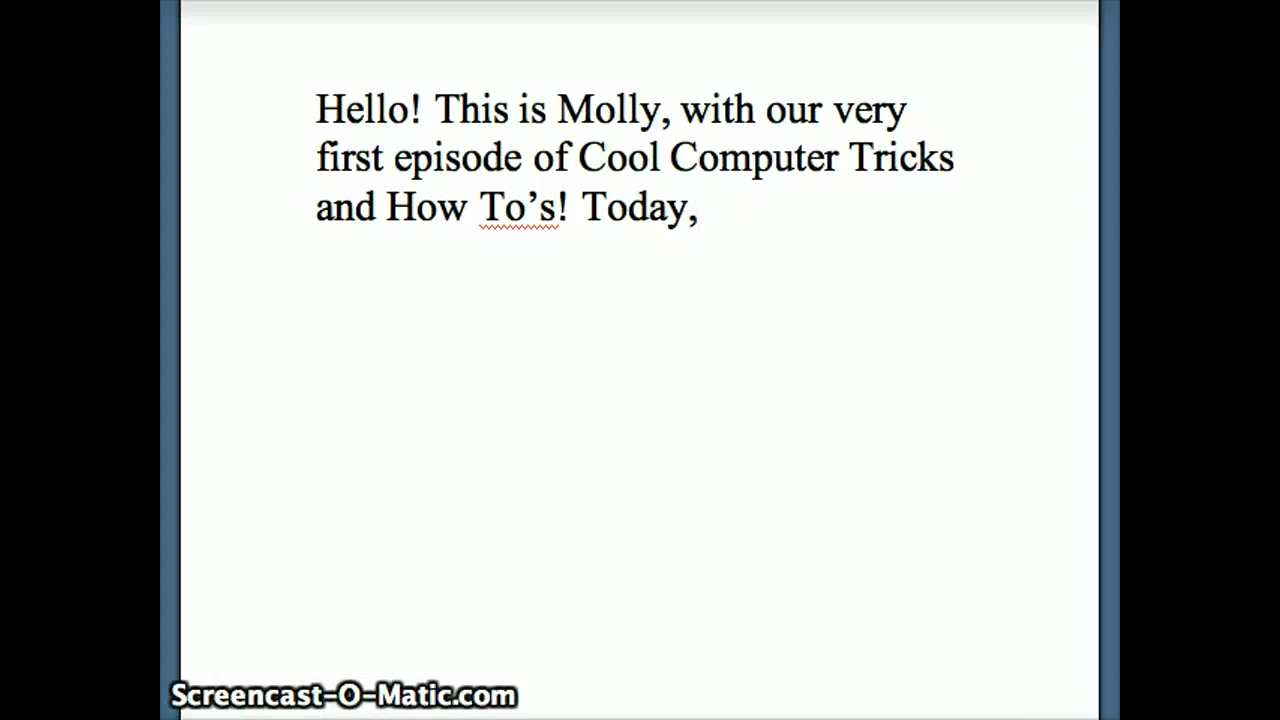 Hello! This is Molly, with our very
first episode of Cool Computer Tricks
and How To’s! Today,
Screencast-O-Matic.com